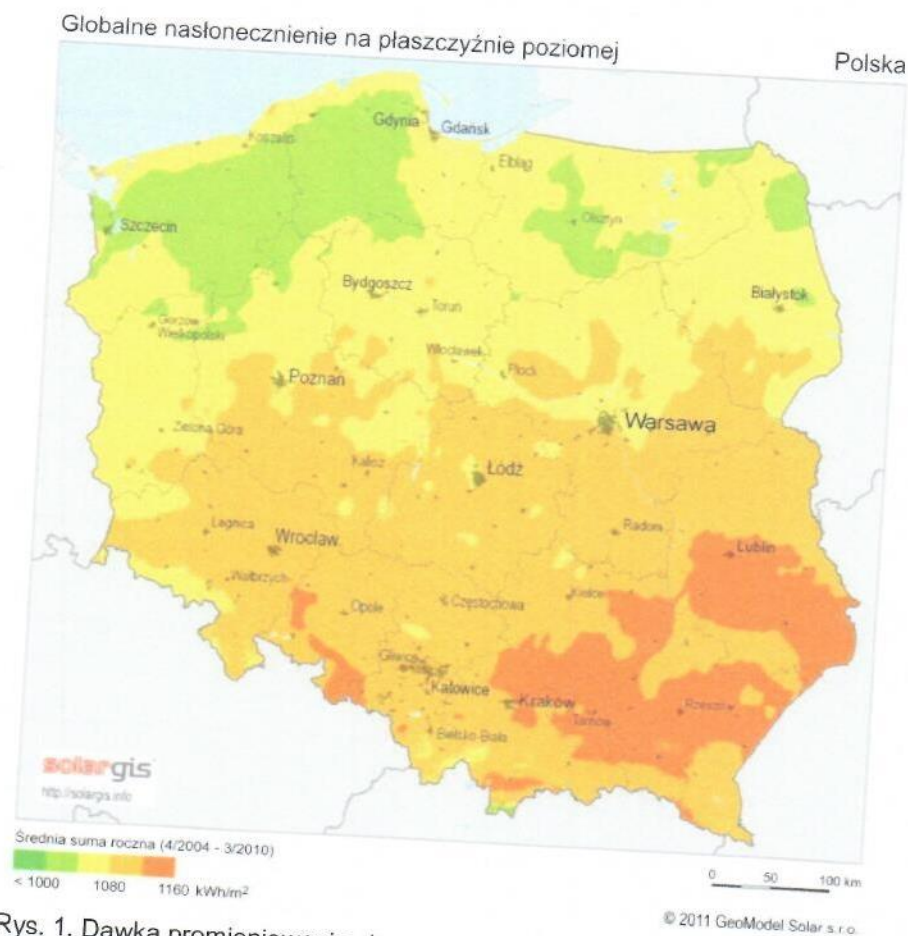 Globalne nasłonecznienie na płaszczyźnie poziomej
Polska
Gdynia
Gdańsk
Koszalin
Elbląg
Szczecin
Olsztyn
Bydgoszcz
Białystok
Toruń
Gorzów
Wielkopolski
Włocławek
Płock
Poznań
Warsawa
Zielona Góra
Kalisz
Łódź
Legnica
Wrocław
Radom
Lublin
Wałbrzych
Opole
Częstochowa
Kielce
Gliwice
Katowice
Kraków
Tarnów
Rzeszów
Bielsko-Biała
solargis
http://solargis.info
Średnia suma roczna (4/2004 - 3/2010)
< 1000 1080 1160 kWh/m²
0 50 100 km
© 2011 GeoModel Solar s.r.o.
Rys. 1. Dawka